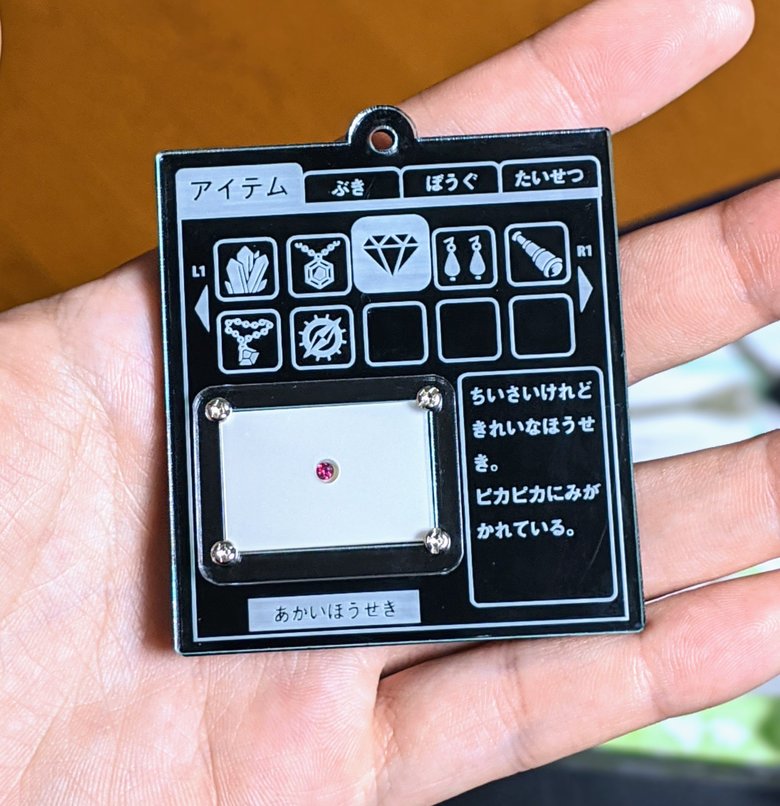 アイテム
ぶき
ぼうぐ
たいせつ
L1
R1
ちいさいけれど
きれいなほうせ
き。
ピカピカにみが
かれている。
あかいほうせき